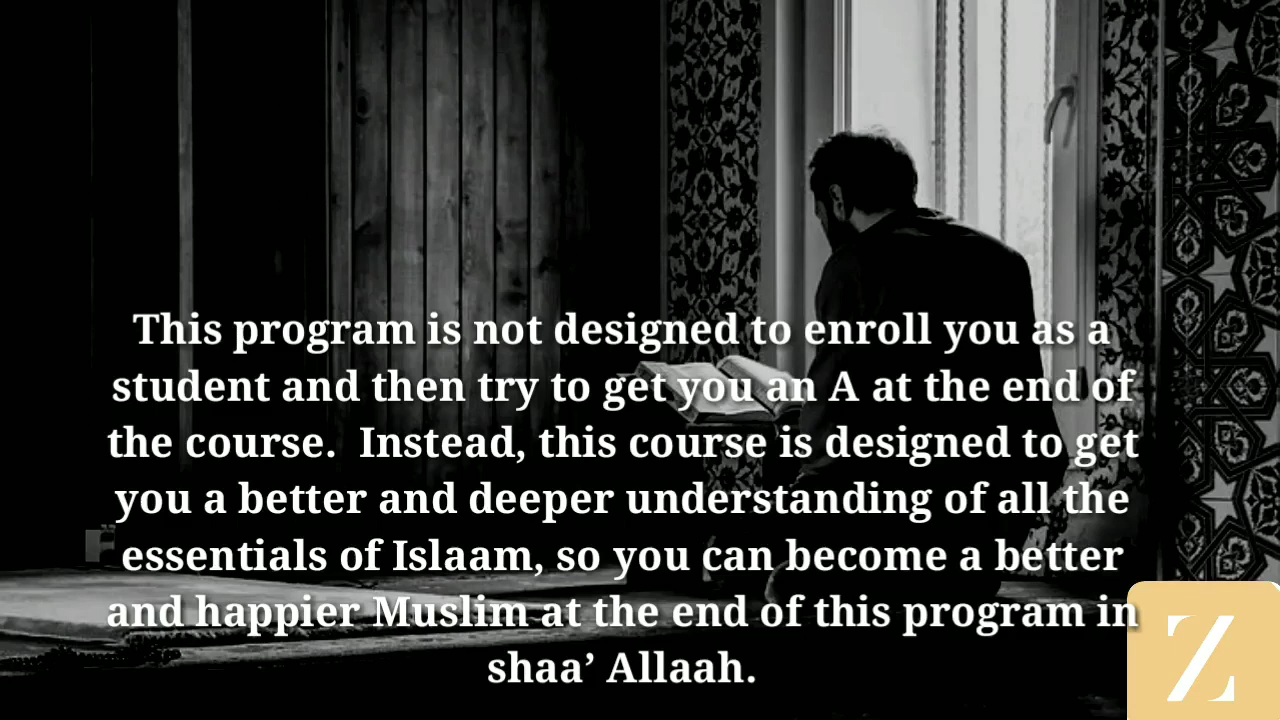 This program is not designed to enroll you as a
student and then try to get you an A at the end of
the course.  Instead, this course is designed to get
you a better and deeper understanding of all the
essentials of Islaam, so you can become a better
and happier Muslim at the end of this program in
shaa’ Allaah.
Z